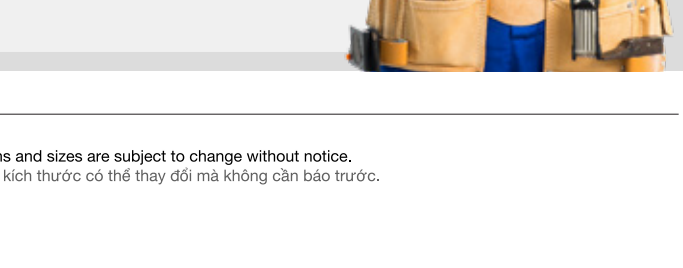 and sizes are subject to change without notice.
kích thước có thể thay đổi mà không cần báo trước.